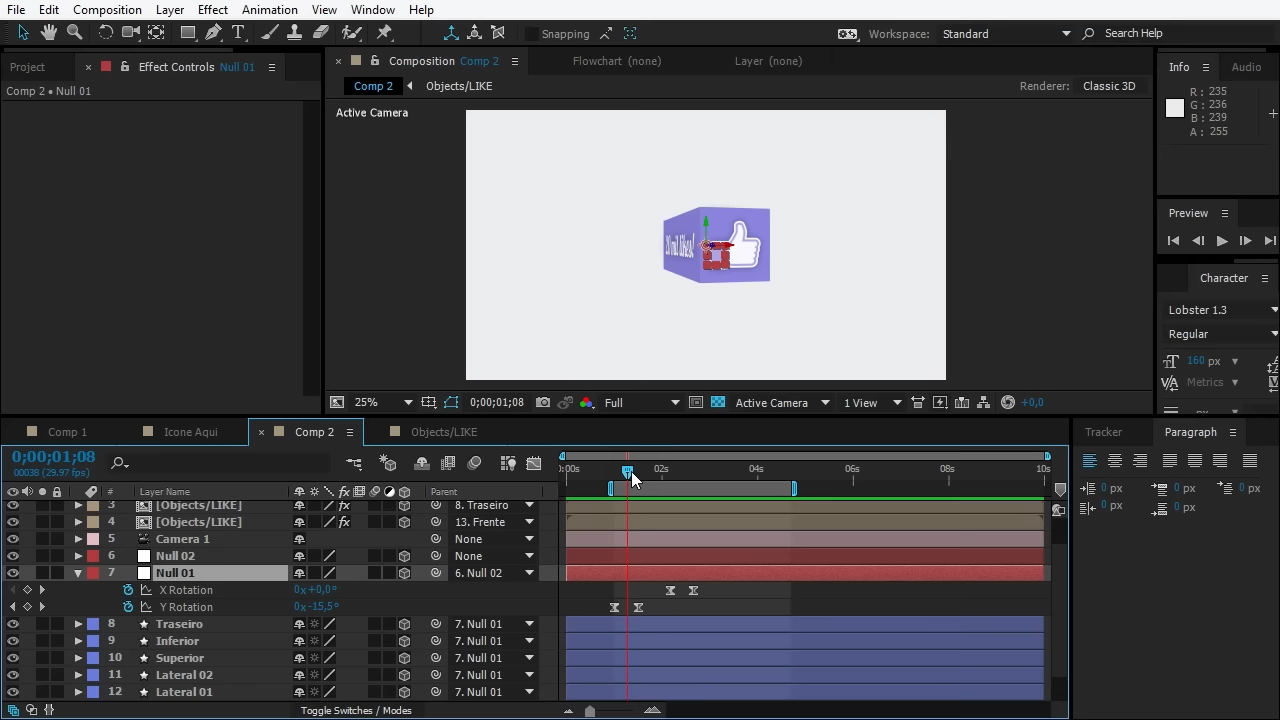 File Edit Composition Layer Effect Animation View Window Help
Snapping Workspace: Standard Search Help
Project Effect Controls Null 01
Comp 2 • Null 01
Composition Comp 2 Flowchart (none) Layer (none)
Comp 2 Objects/LIKE Renderer: Classic 3D
Active Camera
20 mil likes!
25% 0;00;01;08 Full Active Camera 1 View +0,0
Info Audio
R : 235
G : 236
B : 239
A : 255
Preview
Character
Lobster 1.3
Regular
160 px
Metrics
Comp 1 Icone Aqui Comp 2 Objects/LIKE
Tracker Paragraph
0 px 0 px 0 px
0 px 0 px
0;00;01;08
00038 (29.97 fps)
:00s 02s 04s 06s 08s 10s
# Layer Name Parent
3 [Objects/LIKE] 8. Traseiro
4 [Objects/LIKE] 13. Frente
5 Camera 1 None
6 Null 02 None
7 Null 01 6. Null 02
X Rotation 0x+0,0°
Y Rotation 0x-15,5°
8 Traseiro 7. Null 01
9 Inferior 7. Null 01
10 Superior 7. Null 01
11 Lateral 02 7. Null 01
12 Lateral 01 7. Null 01
Toggle Switches / Modes